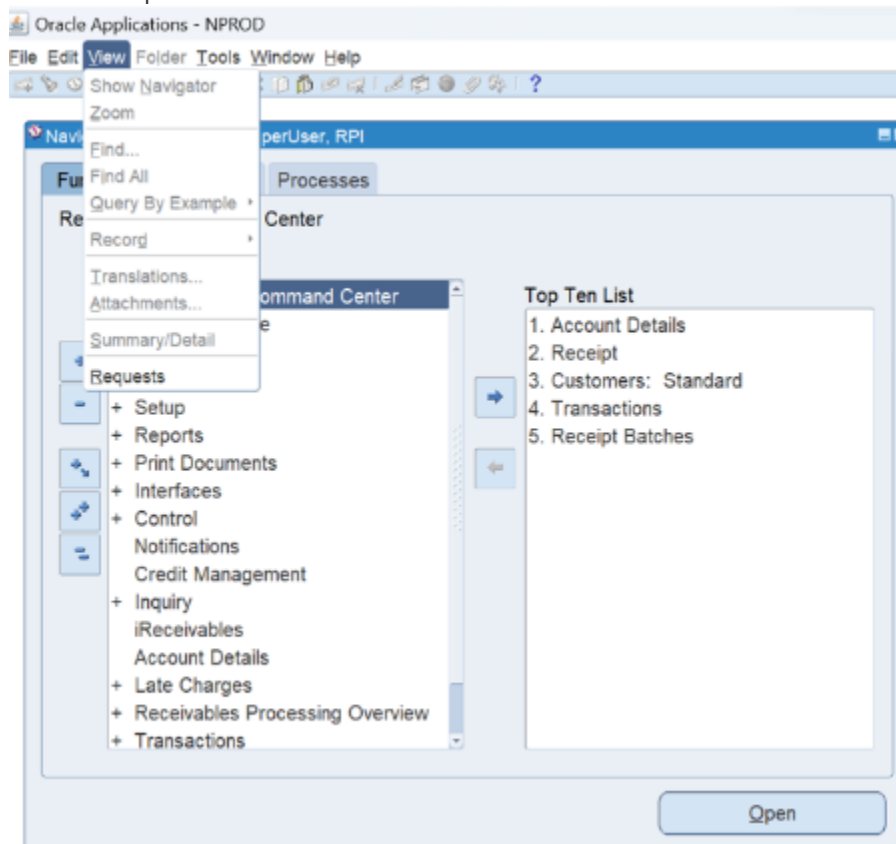 Oracle Applications - NPROD
File Edit View Folder Tools Window Help
Show Navigator
?
Zoom
Navi
perUser, RPI
Find...
Find All
Fu
Processes
Query By Example
Re
Center
Record
Translations...
Attachments...
ommand Center
Top Ten List
e
1. Account Details
Summary/Detail
2. Receipt
Requests
3. Customers: Standard
+ Setup
4. Transactions
+ Reports
5. Receipt Batches
+ Print Documents
+ Interfaces
+ Control
Notifications
Credit Management
+ Inquiry
iReceivables
Account Details
+ Late Charges
+ Receivables Processing Overview
+ Transactions
Open